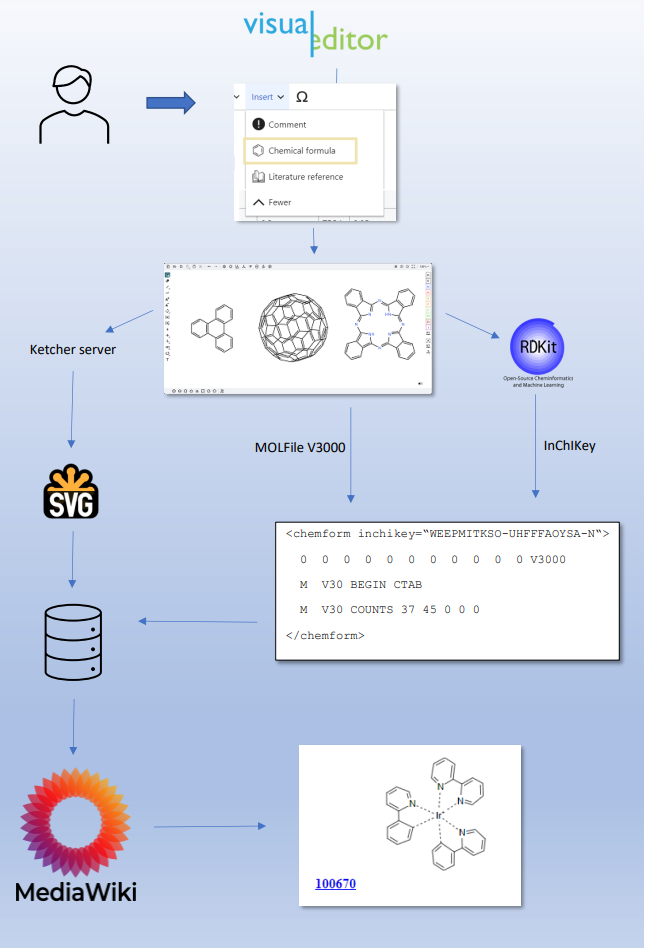 visual
editor
Insert Ω
Comment
Chemical formula
Literature reference
Fewer
Ketcher server
RDKit
Open-Source Cheminformatics
and Machine Learning
MOLFile V3000
InChIKey
SVG
<chemform inchikey=“WEEPMITKSO-UHFFFAOYSA-N“>
0 0 0 0 0 0 0 0 0 0 0 V3000
M V30 BEGIN CTAB
M V30 COUNTS 37 45 0 0 0
</chemform>
MediaWiki
N
N
N
N
Ir
100670